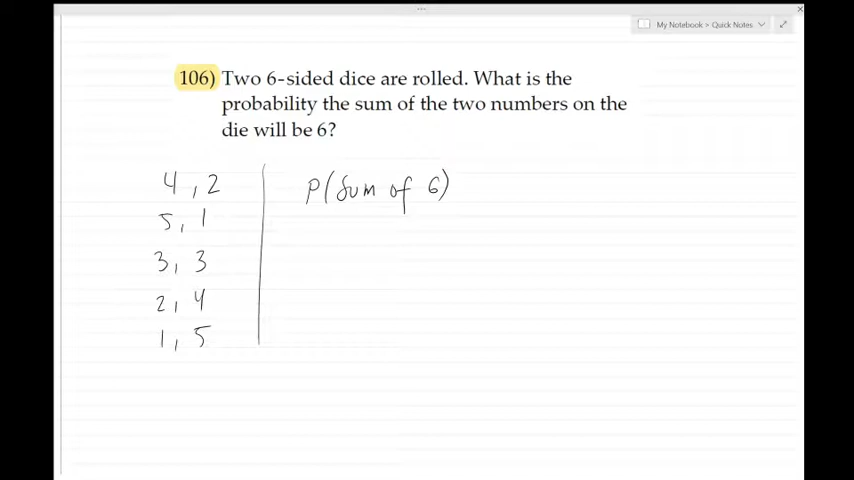 My Notebook > Quick Notes
106) Two 6-sided dice are rolled. What is the
probability the sum of the two numbers on the
die will be 6?
4, 2
P(Sum of 6)
5, 1
3, 3
2, 4
1, 5